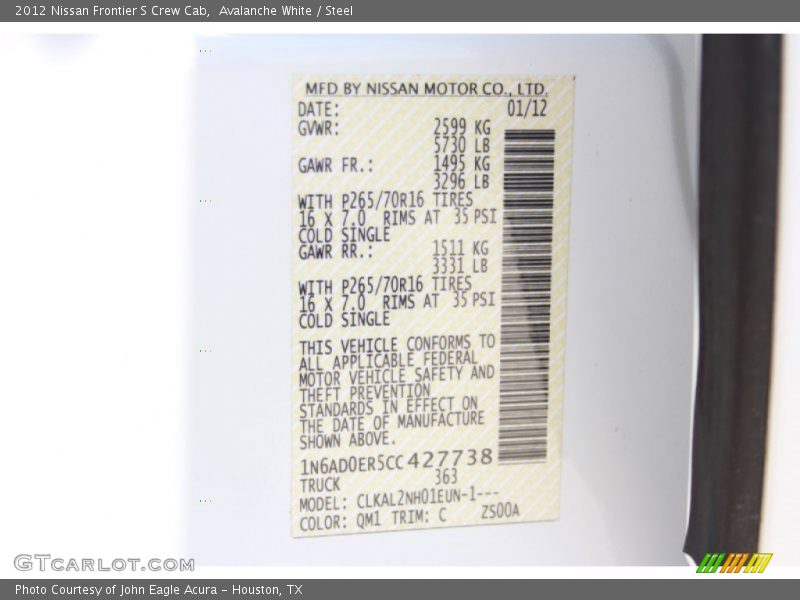 2012 Nissan Frontier S Crew Cab,  Avalanche White / Steel
MFD BY NISSAN MOTOR CO., LTD.
DATE: 01/12
GVWR: 2599 KG
5730 LB
GAWR FR.: 1495 KG
3296 LB
WITH P265/70R16 TIRES
16 X 7.0 RIMS AT 35 PSI
COLD SINGLE
GAWR RR.: 1511 KG
3331 LB
WITH P265/70R16 TIRES
16 X 7.0 RIMS AT 35 PSI
COLD SINGLE
THIS VEHICLE CONFORMS TO
ALL APPLICABLE FEDERAL
MOTOR VEHICLE SAFETY AND
THEFT PREVENTION
STANDARDS IN EFFECT ON
THE DATE OF MANUFACTURE
SHOWN ABOVE.
1N6AD0ER5CC427738
TRUCK 363
MODEL: CLKAL2NH01EUN-1---
COLOR: QM1 TRIM: C ZS00A
GTcarlot.com
Photo Courtesy of John Eagle Acura - Houston, TX